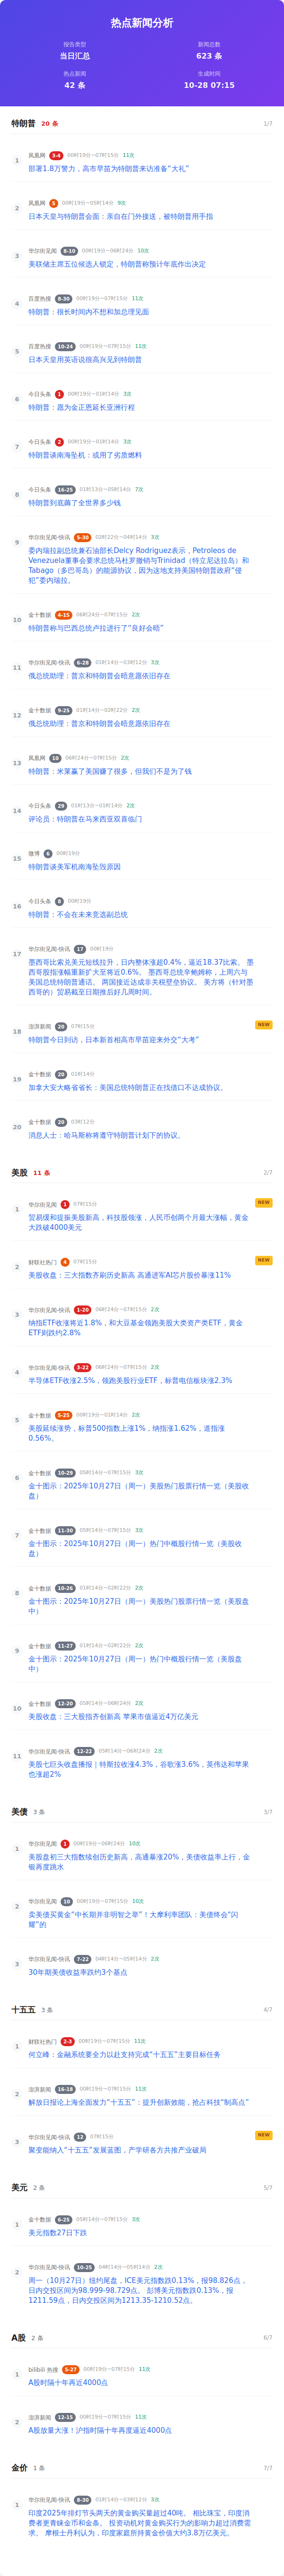 热点新闻分析
报告类型
新闻总数
当日汇总
623 条
热点新闻
生成时间
42 条
10-28 07:15
特朗普 20 条 1/7
1
凤凰网 3-4 00时19分~07时15分 11次
部署1.8万警力，高市早苗为特朗普来访准备“大礼”
2
凤凰网 5 00时19分~05时14分 9次
日本天皇与特朗普会面：亲自在门外接送，被特朗普用手指
3
华尔街见闻 8-10 00时19分~06时24分 10次
美联储主席五位候选人锁定，特朗普称预计年底作出决定
4
百度热搜 8-30 00时19分~07时15分 11次
特朗普：很长时间内不想和加总理见面
5
百度热搜 10-24 00时19分~07时15分 11次
日本天皇用英语说很高兴见到特朗普
6
今日头条 1 00时19分~01时14分 3次
特朗普：愿为金正恩延长亚洲行程
7
今日头条 2 00时19分~01时14分 3次
特朗普谈南海坠机：或用了劣质燃料
8
今日头条 16-25 01时13分~05时14分 7次
特朗普到底薅了全世界多少钱
9
华尔街见闻·快讯 5-30 02时22分~04时14分 3次
委内瑞拉副总统兼石油部长Delcy Rodriguez表示，Petroleos de
Venezuela董事会要求总统马杜罗撤销与Trinidad（特立尼达拉岛）和
Tabago（多巴哥岛）的能源协议，因为这地方支持美国特朗普政府“侵
犯”委内瑞拉。
10
金十数据 4-15 06时24分~07时15分 2次
特朗普称与巴西总统卢拉进行了“良好会晤”
11
华尔街见闻·快讯 6-28 01时14分~03时12分 3次
俄总统助理：普京和特朗普会晤意愿依旧存在
12
金十数据 9-25 01时14分~02时22分 2次
俄总统助理：普京和特朗普会晤意愿依旧存在
13
凤凰网 10 06时24分~07时15分 2次
特朗普：米莱赢了美国赚了很多，但我们不是为了钱
14
今日头条 29 01时13分~01时14分 2次
评论员：特朗普在马来西亚双喜临门
15
微博 6 00时19分
特朗普谈美军机南海坠毁原因
16
今日头条 8 00时19分
特朗普：不会在未来竞选副总统
17
华尔街见闻·快讯 17 00时19分
墨西哥比索兑美元短线拉升，日内整体涨超0.4%，逼近18.37比索。 墨
西哥股指涨幅重新扩大至将近0.6%。 墨西哥总统辛鲍姆称，上周六与
美国总统特朗普通话。 两国接近达成非关税壁垒协议。 美方将（针对墨
西哥的）贸易截至日期推后好几周时间。
18
澎湃新闻 20 07时15分
NEW
特朗普今日到访，日本新首相高市早苗迎来外交“大考”
19
金十数据 20 01时14分
加拿大安大略省省长：美国总统特朗普正在找借口不达成协议。
20
金十数据 20 03时12分
消息人士：哈马斯称将遵守特朗普计划下的协议。
美股 11 条 2/7
1
华尔街见闻 1 07时15分
NEW
贸易缓和提振美股新高，科技股领涨，人民币创两个月最大涨幅，黄金
大跌破4000美元
2
财联社热门 4 07时15分
NEW
美股收盘：三大指数齐刷历史新高 高通进军AI芯片股价暴涨11%
3
华尔街见闻·快讯 1-20 06时24分~07时15分 2次
纳指ETF收涨将近1.8%，和大豆基金领跑美股大类资产类ETF，黄金
ETF则跌约2.8%
4
华尔街见闻·快讯 3-22 06时24分~07时15分 2次
半导体ETF收涨2.5%，领跑美股行业ETF，标普电信板块涨2.3%
5
金十数据 5-25 00时19分~01时14分 2次
美股延续涨势，标普500指数上涨1%，纳指涨1.62%，道指涨
0.56%。
6
金十数据 10-29 05时14分~07时15分 3次
金十图示：2025年10月27日（周一）美股热门股票行情一览（美股收
盘）
7
金十数据 11-30 05时14分~07时15分 3次
金十图示：2025年10月27日（周一）热门中概股行情一览（美股收
盘）
8
金十数据 10-26 01时14分~02时22分 2次
金十图示：2025年10月27日（周一）美股热门股票行情一览（美股盘
中）
9
金十数据 11-27 01时14分~02时22分 2次
金十图示：2025年10月27日（周一）热门中概股行情一览（美股盘
中）
10
金十数据 12-20 05时14分~06时24分 2次
美股收盘：三大股指齐创新高 苹果市值逼近4万亿美元
11
华尔街见闻·快讯 12-22 05时14分~06时24分 2次
美股七巨头收盘播报｜特斯拉收涨4.3%，谷歌涨3.6%，英伟达和苹果
也涨超2%
美债 3 条 3/7
1
华尔街见闻 1 00时19分~06时24分 10次
美股盘初三大指数续创历史新高，高通暴涨20%，美债收益率上行，金
银再度跳水
2
华尔街见闻 10 00时19分~07时15分 10次
卖美债买黄金“中长期并非明智之举”！大摩利率团队：美债终会“闪
耀”的
3
华尔街见闻·快讯 7-22 04时14分~05时14分 2次
30年期美债收益率跌约3个基点
十五五 3 条 4/7
1
财联社热门 2-3 00时19分~07时15分 11次
何立峰：金融系统要全力以赴支持完成“十五五”主要目标任务
2
澎湃新闻 16-18 00时19分~07时15分 11次
解放日报论上海全面发力“十五五”：提升创新效能，抢占科技“制高点”
3
华尔街见闻·快讯 12 07时15分
NEW
聚变能纳入“十五五”发展蓝图，产学研各方共推产业破局
美元 2 条 5/7
1
金十数据 6-25 05时14分~07时15分 3次
美元指数27日下跌
2
华尔街见闻·快讯 10-25 04时14分~05时14分 2次
周一（10月27日）纽约尾盘，ICE美元指数跌0.13%，报98.826点，
日内交投区间为98.999-98.729点。 彭博美元指数跌0.13%，报
1211.59点，日内交投区间为1213.35-1210.52点。
A股 2 条 6/7
1
bilibili 热搜 5-27 00时19分~07时15分 11次
A股时隔十年再近4000点
2
澎湃新闻 12-15 00时19分~07时15分 11次
A股放量大涨！沪指时隔十年再度逼近4000点
金价 1 条 7/7
1
华尔街见闻·快讯 8-30 01时14分~03时12分 3次
印度2025年排灯节头两天的黄金购买量超过40吨。 相比珠宝，印度消
费者更青睐金币和金条。 投资动机对黄金购买行为的影响力超过消费需
求。 摩根士丹利认为，印度家庭所持黄金价值大约3.8万亿美元。